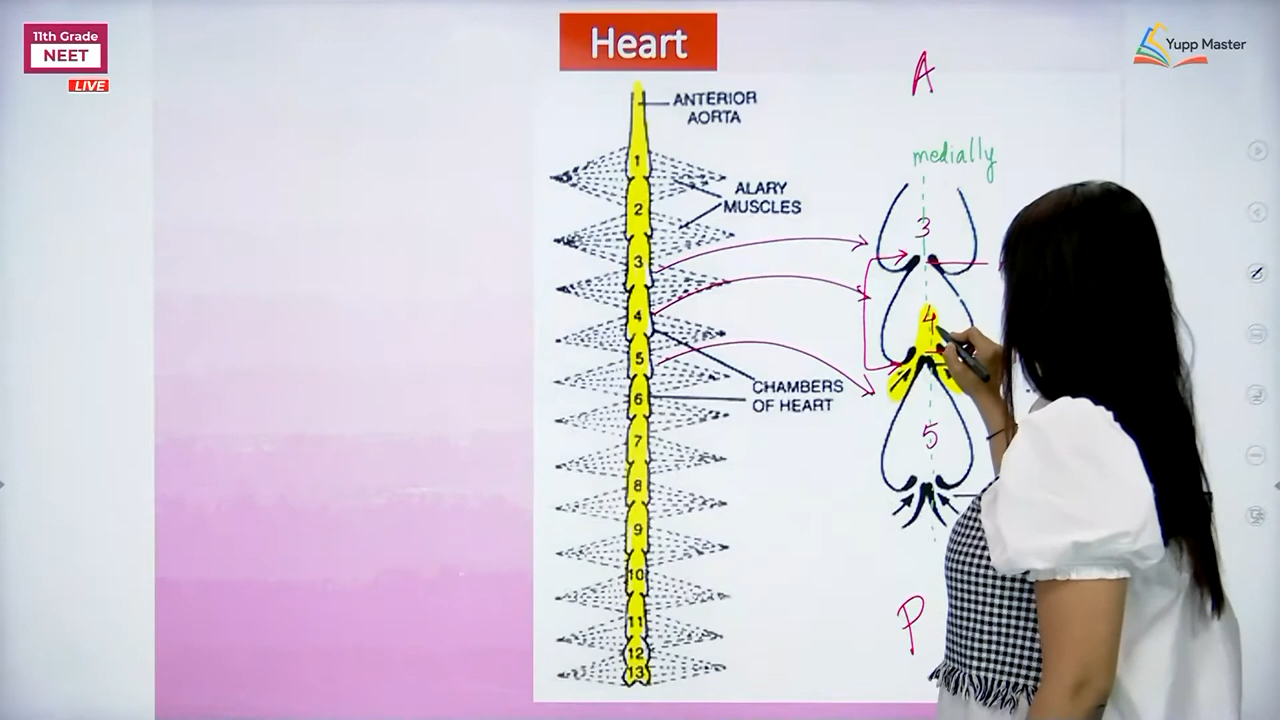 11th Grade
NEET
LIVE
Heart
Yupp Master
A
ANTERIOR
AORTA
medially
1
ALARY
MUSCLES
2
3
3
4
4
5
CHAMBERS
OF HEART
6
5
7
8
9
10
11
P
12
13